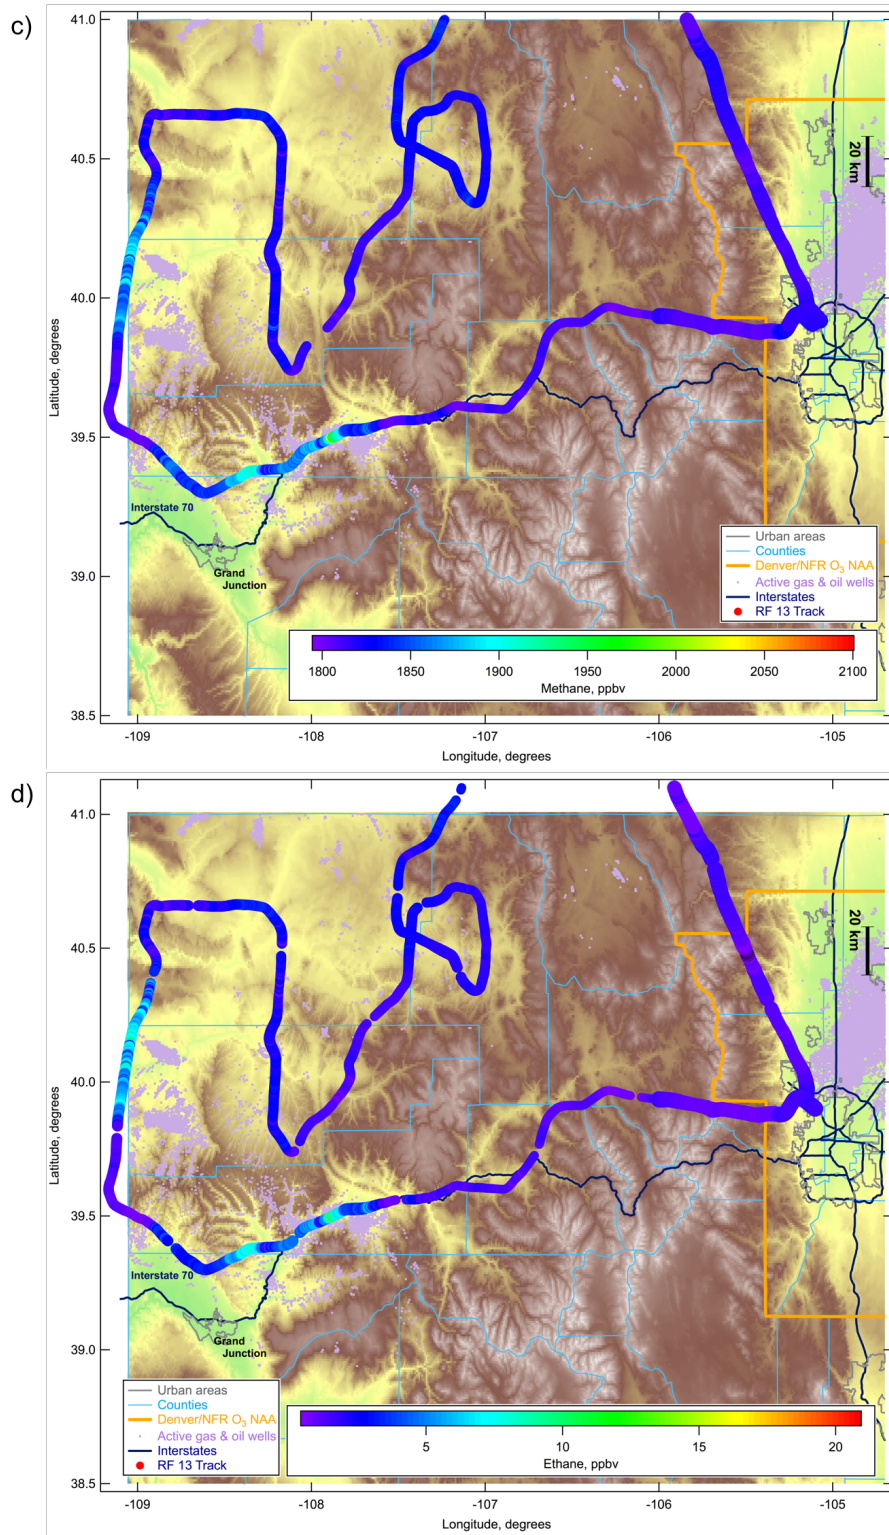 c)
41.0
40.5
40.0
39.5
39.0
38.5
Latitude, degrees
20 km
Interstate 70
Grand
Junction
Urban areas
Counties
Denver/NFR O₃ NAA
Active gas & oil wells
Interstates
RF 13 Track
1800 1850 1900 1950 2000 2050 2100
Methane, ppbv
-109 -108 -107 -106 -105
Longitude, degrees
d)
41.0
40.5
40.0
39.5
39.0
38.5
Latitude, degrees
20 km
Interstate 70
Grand
Junction
Urban areas
Counties
Denver/NFR O₃ NAA
Active gas & oil wells
Interstates
RF 13 Track
5 10 15 20
Ethane, ppbv
-109 -108 -107 -106 -105
Longitude, degrees